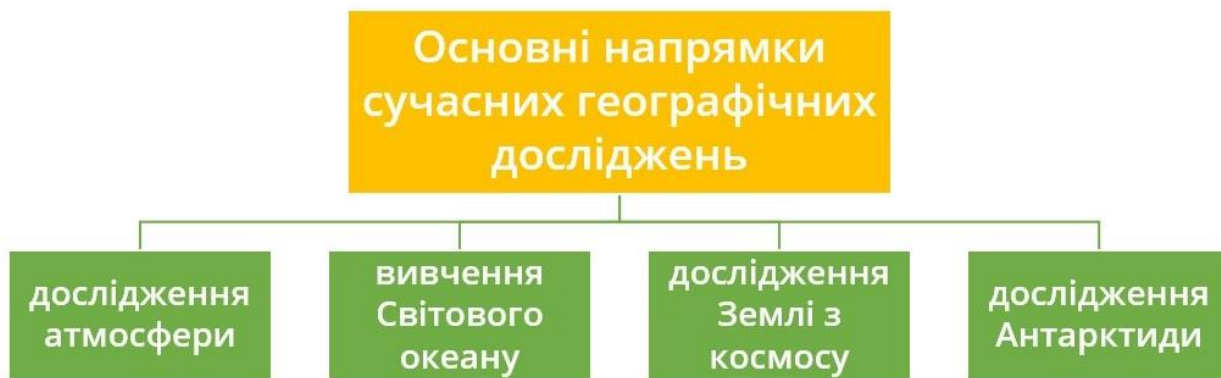 Основні напрямки
сучасних географічних
досліджень
дослідження
атмосфери
вивчення
Світового
океану
дослідження
Землі з
космосу
дослідження
Антарктиди